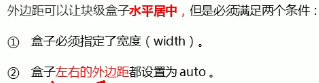 外边距可以让块级盒子水平居中，但是必须满足两个条件：
① 盒子必须指定了宽度（width）。
② 盒子左右的外边距都设置为 auto 。